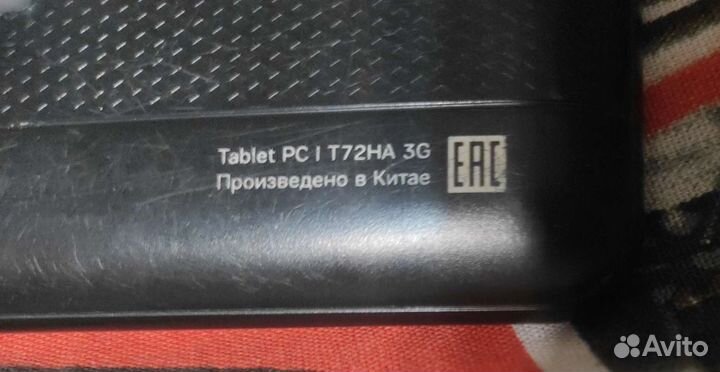 Tablet PC | T72HA 3G
Произведено в Китае
EAC
Avito